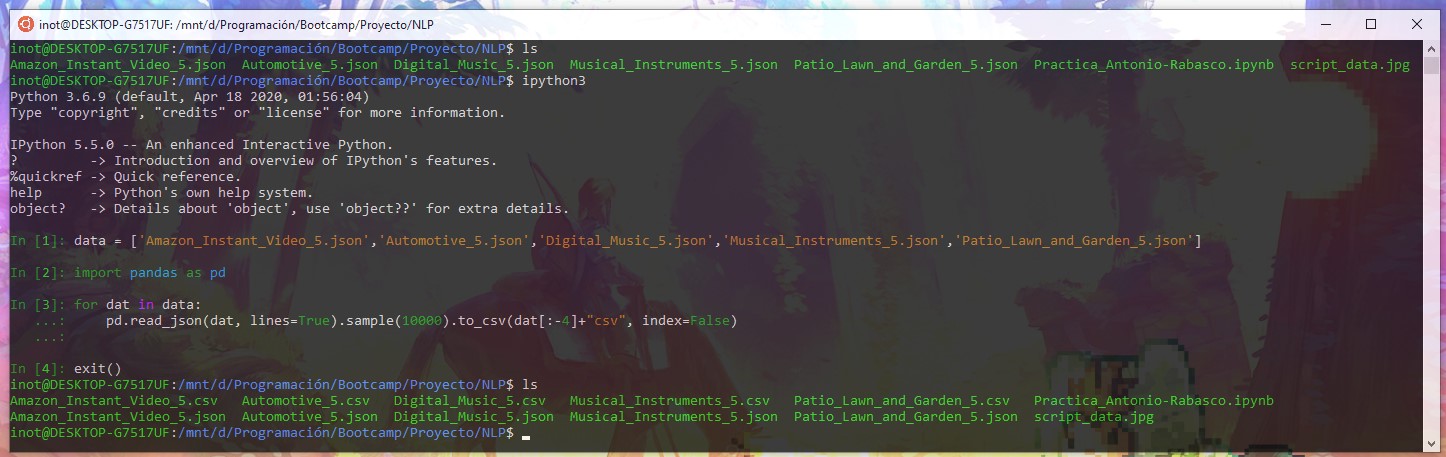 inot@DESKTOP-G7517UF: /mnt/d/Programación/Bootcamp/Proyecto/NLP
inot@DESKTOP-G7517UF:/mnt/d/Programación/Bootcamp/Proyecto/NLP$ ls
Amazon_Instant_Video_5.json  Automotive_5.json  Digital_Music_5.json  Musical_Instruments_5.json  Patio_Lawn_and_Garden_5.json  Practica_Antonio-Rabasco.ipynb  script_data.jpg
inot@DESKTOP-G7517UF:/mnt/d/Programación/Bootcamp/Proyecto/NLP$ ipython3
Python 3.6.9 (default, Apr 18 2020, 01:56:04)
Type "copyright", "credits" or "license" for more information.
IPython 5.5.0 -- An enhanced Interactive Python.
?         -> Introduction and overview of IPython's features.
%quickref -> Quick reference.
help      -> Python's own help system.
object?   -> Details about 'object', use 'object??' for extra details.
In [1]: data = ['Amazon_Instant_Video_5.json','Automotive_5.json','Digital_Music_5.json','Musical_Instruments_5.json','Patio_Lawn_and_Garden_5.json']
In [2]: import pandas as pd
In [3]: for dat in data:
   ...:     pd.read_json(dat, lines=True).sample(10000).to_csv(dat[:-4]+"csv", index=False)
   ...:
In [4]: exit()
inot@DESKTOP-G7517UF:/mnt/d/Programación/Bootcamp/Proyecto/NLP$ ls
Amazon_Instant_Video_5.csv   Automotive_5.csv   Digital_Music_5.csv   Musical_Instruments_5.csv   Patio_Lawn_and_Garden_5.csv   Practica_Antonio-Rabasco.ipynb
Amazon_Instant_Video_5.json  Automotive_5.json  Digital_Music_5.json  Musical_Instruments_5.json  Patio_Lawn_and_Garden_5.json  script_data.jpg
inot@DESKTOP-G7517UF:/mnt/d/Programación/Bootcamp/Proyecto/NLP$